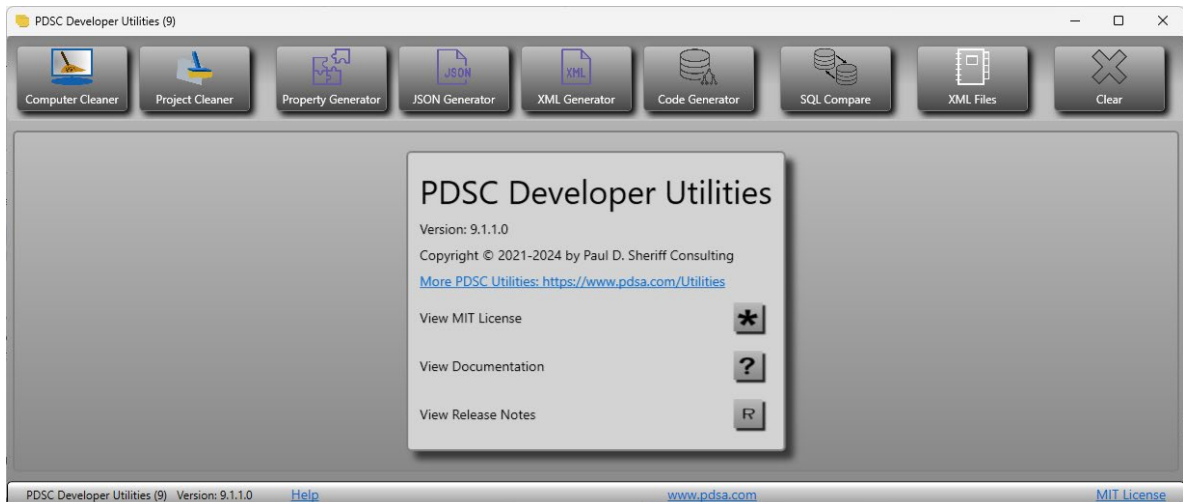 PDSC Developer Utilities (9)
Computer Cleaner
Project Cleaner
Property Generator
JSON
JSON Generator
XML
XML Generator
Code Generator
SQL Compare
XML Files
Clear
PDSC Developer Utilities
Version: 9.1.1.0
Copyright © 2021-2024 by Paul D. Sheriff Consulting
More PDSC Utilities: https://www.pdsa.com/Utilities
View MIT License *
View Documentation ?
View Release Notes R
PDSC Developer Utilities (9) Version: 9.1.1.0 Help www.pdsa.com MIT License